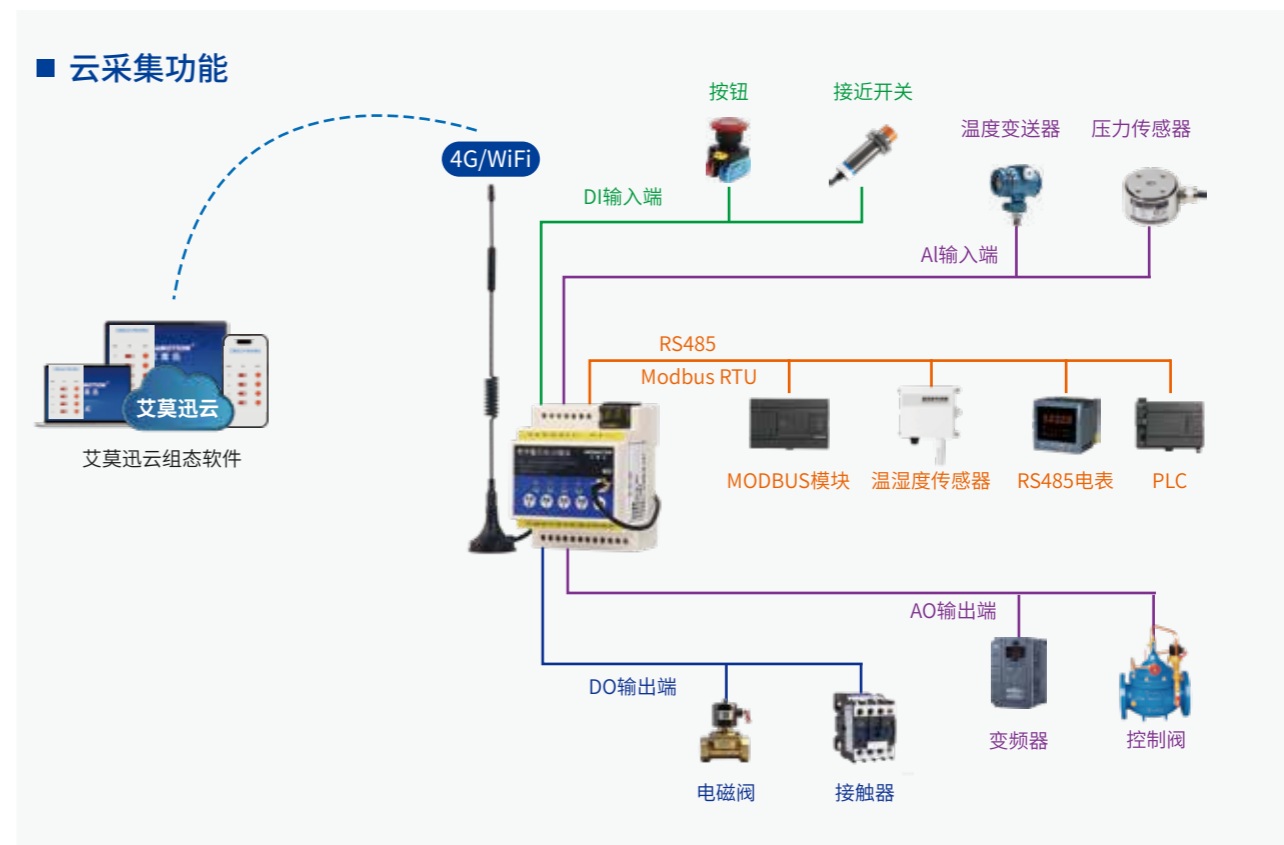 云采集功能
4G/WiFi
按钮
接近开关
温度变送器
压力传感器
DI输入端
AI输入端
RS485
Modbus RTU
艾莫迅云
艾莫迅云组态软件
MODBUS模块
温湿度传感器
RS485电表
PLC
AO输出端
DO输出端
变频器
控制阀
电磁阀
接触器